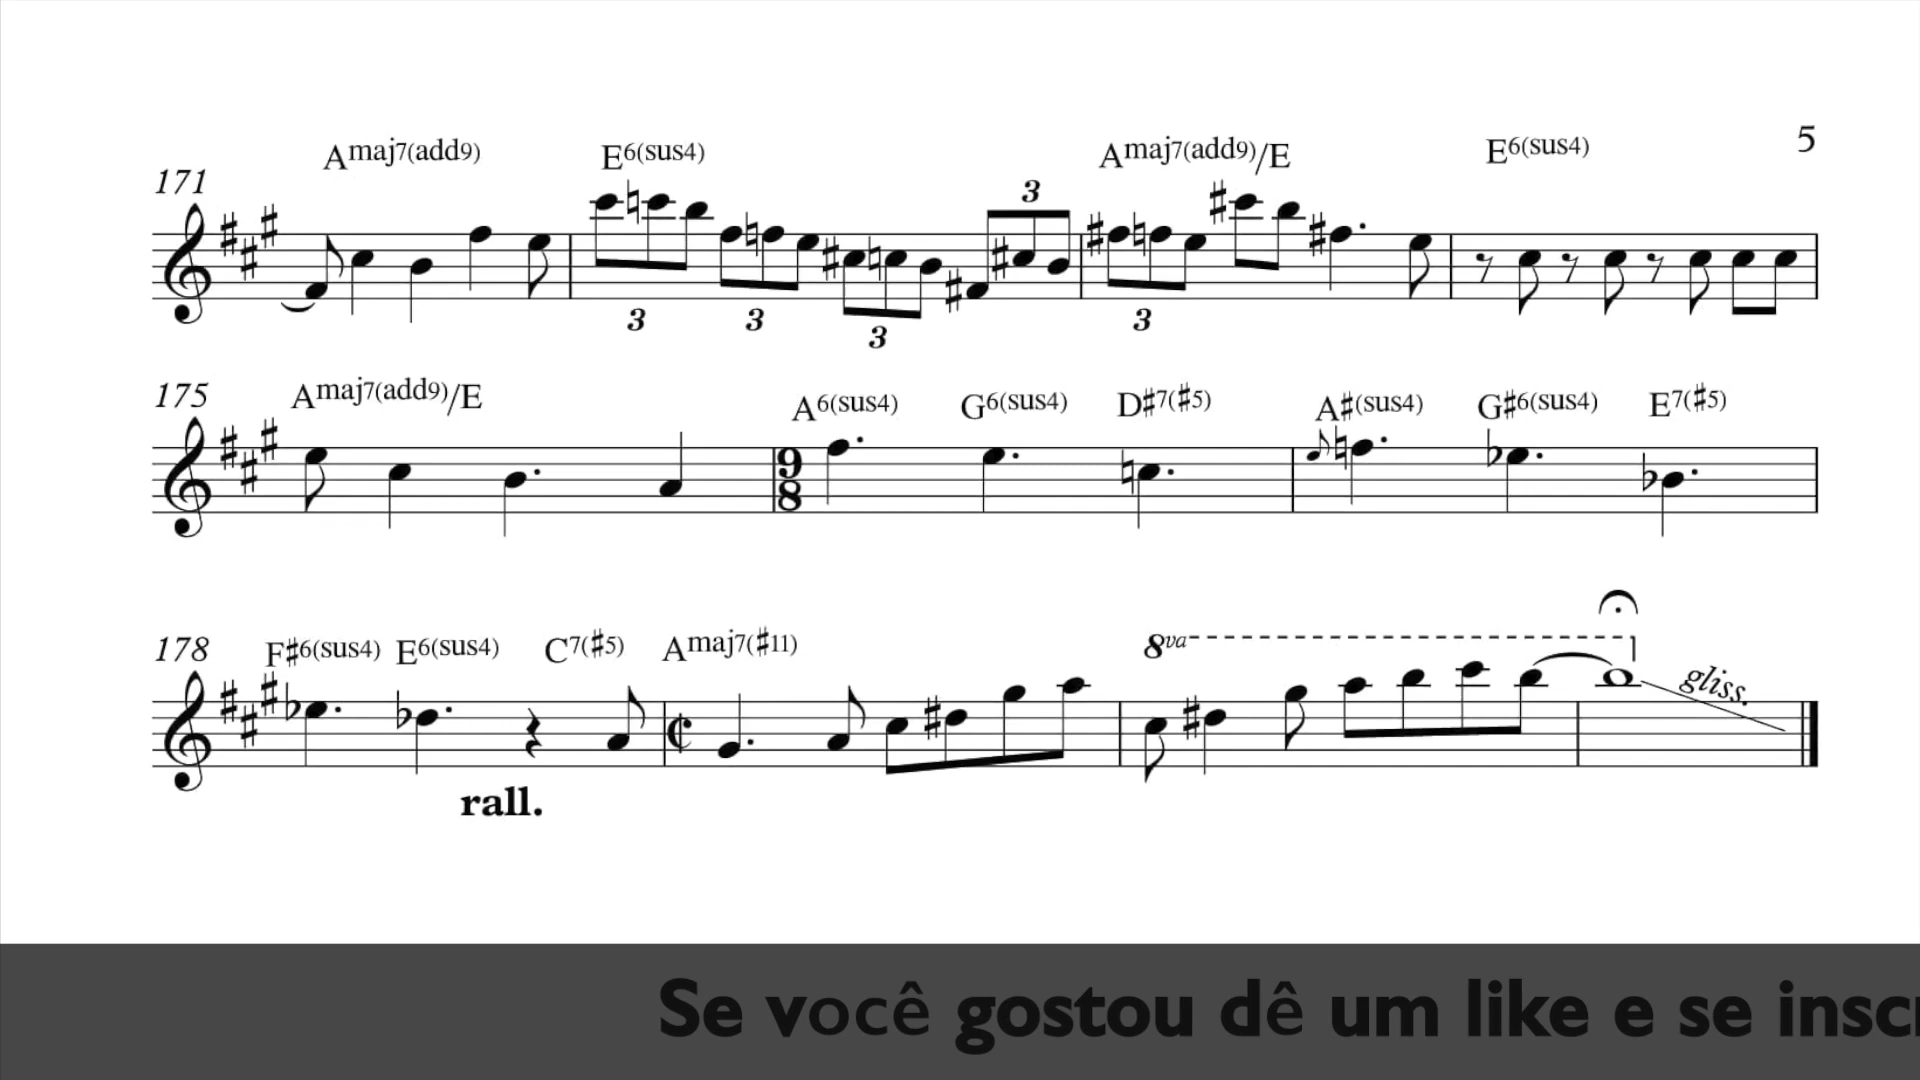 5
171 Amaj7(add9) E6(sus4) Amaj7(add9)/E E6(sus4)
3
3 3 3 3
175 Amaj7(add9)/E A6(sus4) G6(sus4) D♯7(♯5) A♯(sus4) G♯6(sus4) E7(♯5)
9
8
178 F♯6(sus4) E6(sus4) C7(♯5) Amaj7(♯11) 8va
gliss.
rall.
Se você gostou dê um like e se inscr